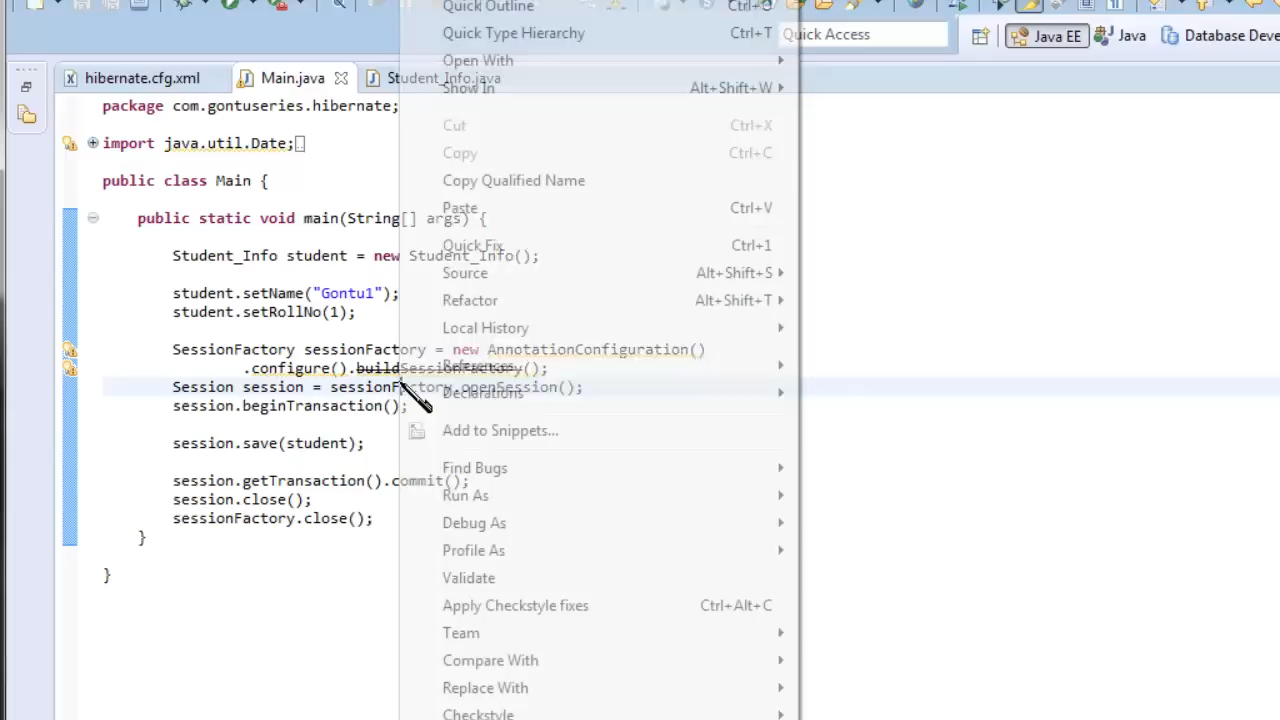 Quick Outline Ctrl+O
Quick Type Hierarchy Ctrl+T
Quick Access
Java EE
Java
Database Deve
Open With
hibernate.cfg.xml
Main.java
Student_Info.java
Show In Alt+Shift+W
package com.gontuseries.hibernate;
Cut Ctrl+X
import java.util.Date;
Copy Ctrl+C
public class Main {
Copy Qualified Name
Paste Ctrl+V
public static void main(String[] args) {
Quick Fix Ctrl+1
Student_Info student = new Student_Info();
Source Alt+Shift+S
student.setName("Gontu1");
Refactor Alt+Shift+T
student.setRollNo(1);
Local History
SessionFactory sessionFactory = new AnnotationConfiguration()
.configure().buildSessionFactory();
References
Session session = sessionFactory.openSession();
Declarations
session.beginTransaction();
Add to Snippets...
session.save(student);
Find Bugs
session.getTransaction().commit();
Run As
session.close();
sessionFactory.close();
Debug As
}
Profile As
}
Validate
Apply Checkstyle fixes Ctrl+Alt+C
Team
Compare With
Replace With
Checkstyle